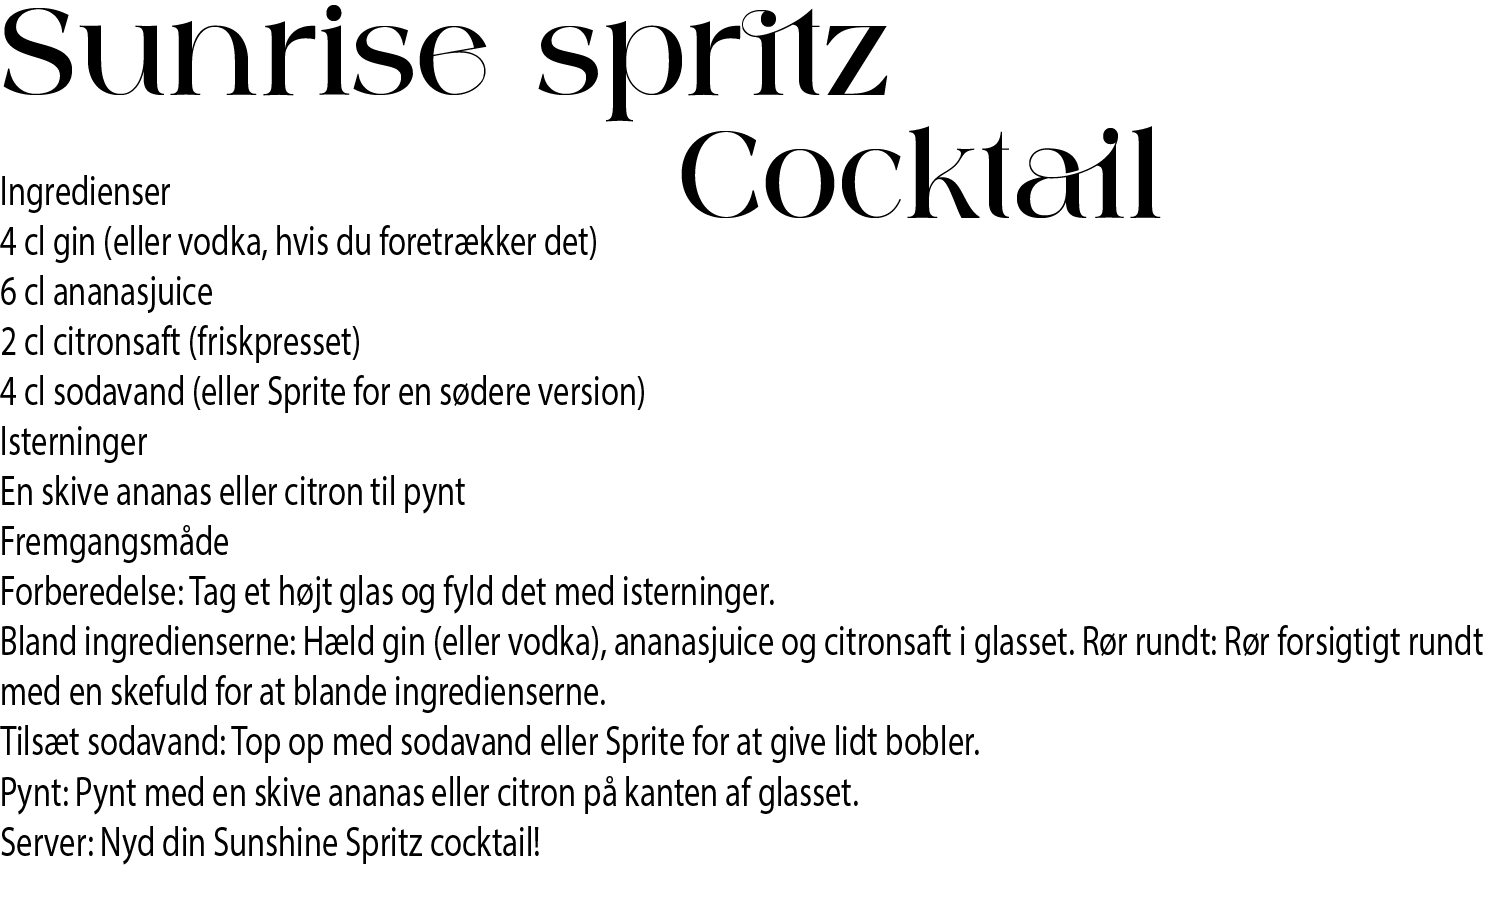 Sunrise spritz
Cocktail
Ingredienser
4 cl gin (eller vodka, hvis du foretrækker det)
6 cl ananasjuice
2 cl citronsaft (friskpresset)
4 cl sodavand (eller Sprite for en sødere version)
Isterninger
En skive ananas eller citron til pynt
Fremgangsmåde
Forberedelse: Tag et højt glas og fyld det med isterninger.
Bland ingredienserne: Hæld gin (eller vodka), ananasjuice og citronsaft i glasset. Rør rundt: Rør forsigtigt rundt
med en skefuld for at blande ingredienserne.
Tilsæt sodavand: Top op med sodavand eller Sprite for at give lidt bobler.
Pynt: Pynt med en skive ananas eller citron på kanten af glasset.
Server: Nyd din Sunshine Spritz cocktail!